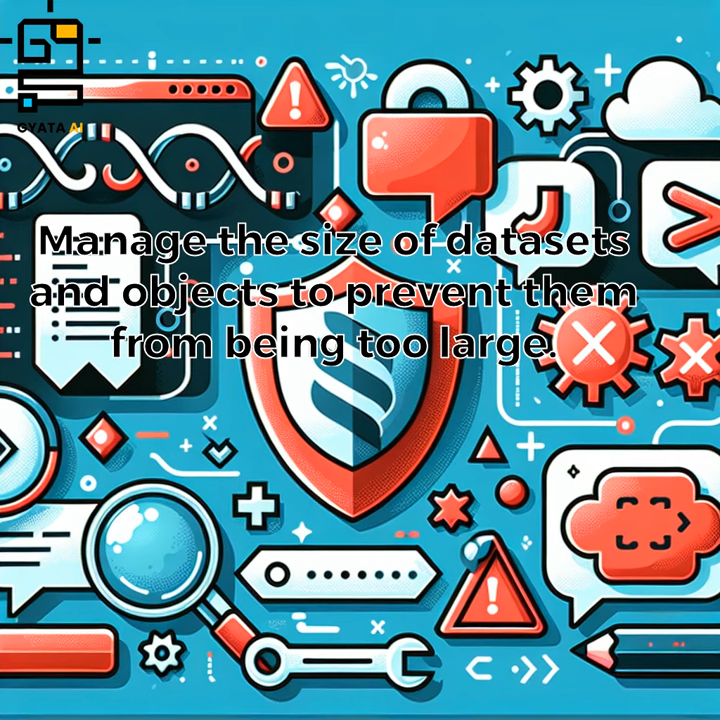 GYATA AI
Manage the size of datasets
and objects to prevent them
from being too large.